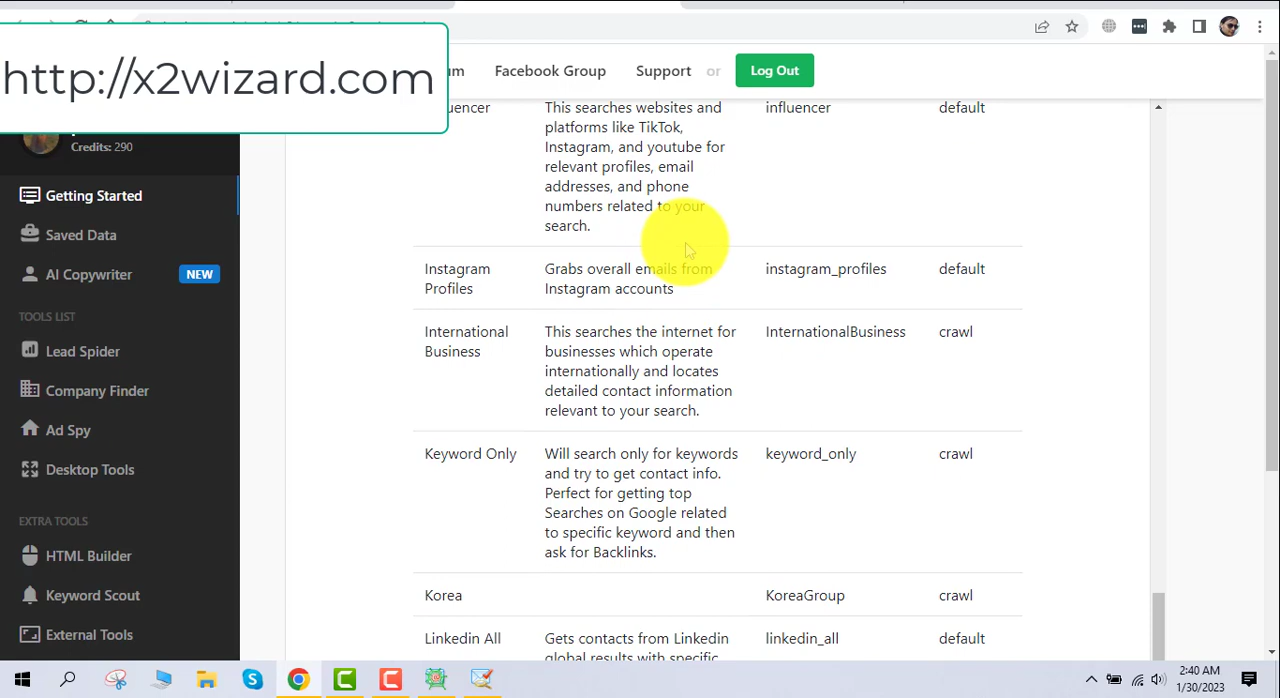 http://x2wizard.com
Facebook Group
Support
or
Log Out
Credits: 290
Getting Started
Saved Data
AI Copywriter
NEW
TOOLS LIST
Lead Spider
Company Finder
Ad Spy
Desktop Tools
EXTRA TOOLS
HTML Builder
Keyword Scout
External Tools
This searches websites and
platforms like TikTok,
Instagram, and youtube for
relevant profiles, email
addresses, and phone
numbers related to your
search.
influencer
default
Instagram
Profiles
Grabs overall emails from
Instagram accounts
instagram_profiles
default
International
Business
This searches the internet for
businesses which operate
internationally and locates
detailed contact information
relevant to your search.
InternationalBusiness
crawl
Keyword Only
Will search only for keywords
and try to get contact info.
Perfect for getting top
Searches on Google related
to specific keyword and then
ask for Backlinks.
keyword_only
crawl
Korea
KoreaGroup
crawl
Linkedin All
Gets contacts from Linkedin
global results with specific
linkedin_all
default
2:40 AM
1/30/2023